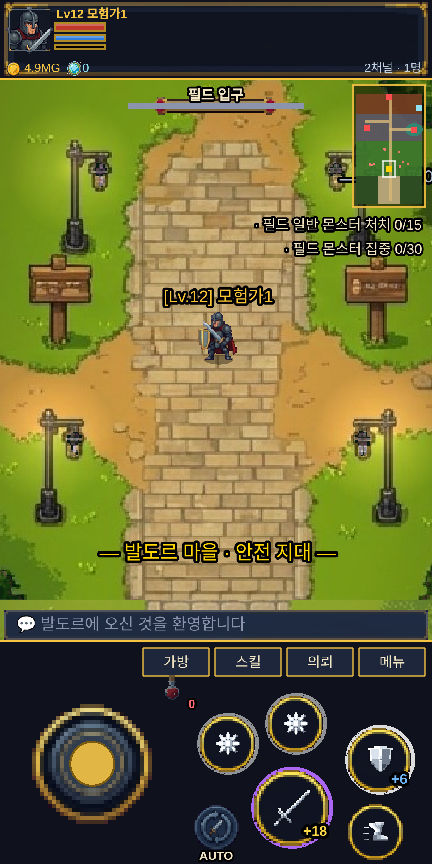 Lv12 모험가1
4.9MG 0
2채널 · 1명
필드 입구
0
· 필드 일반 몬스터 처치 0/15
· 필드 몬스터 집중 0/30
[Lv.12] 모험가1
— 발토르 마을 · 안전 지대 —
발도르에 오신 것을 환영합니다
가방 스킬 의뢰 메뉴
0
+6
+18
AUTO